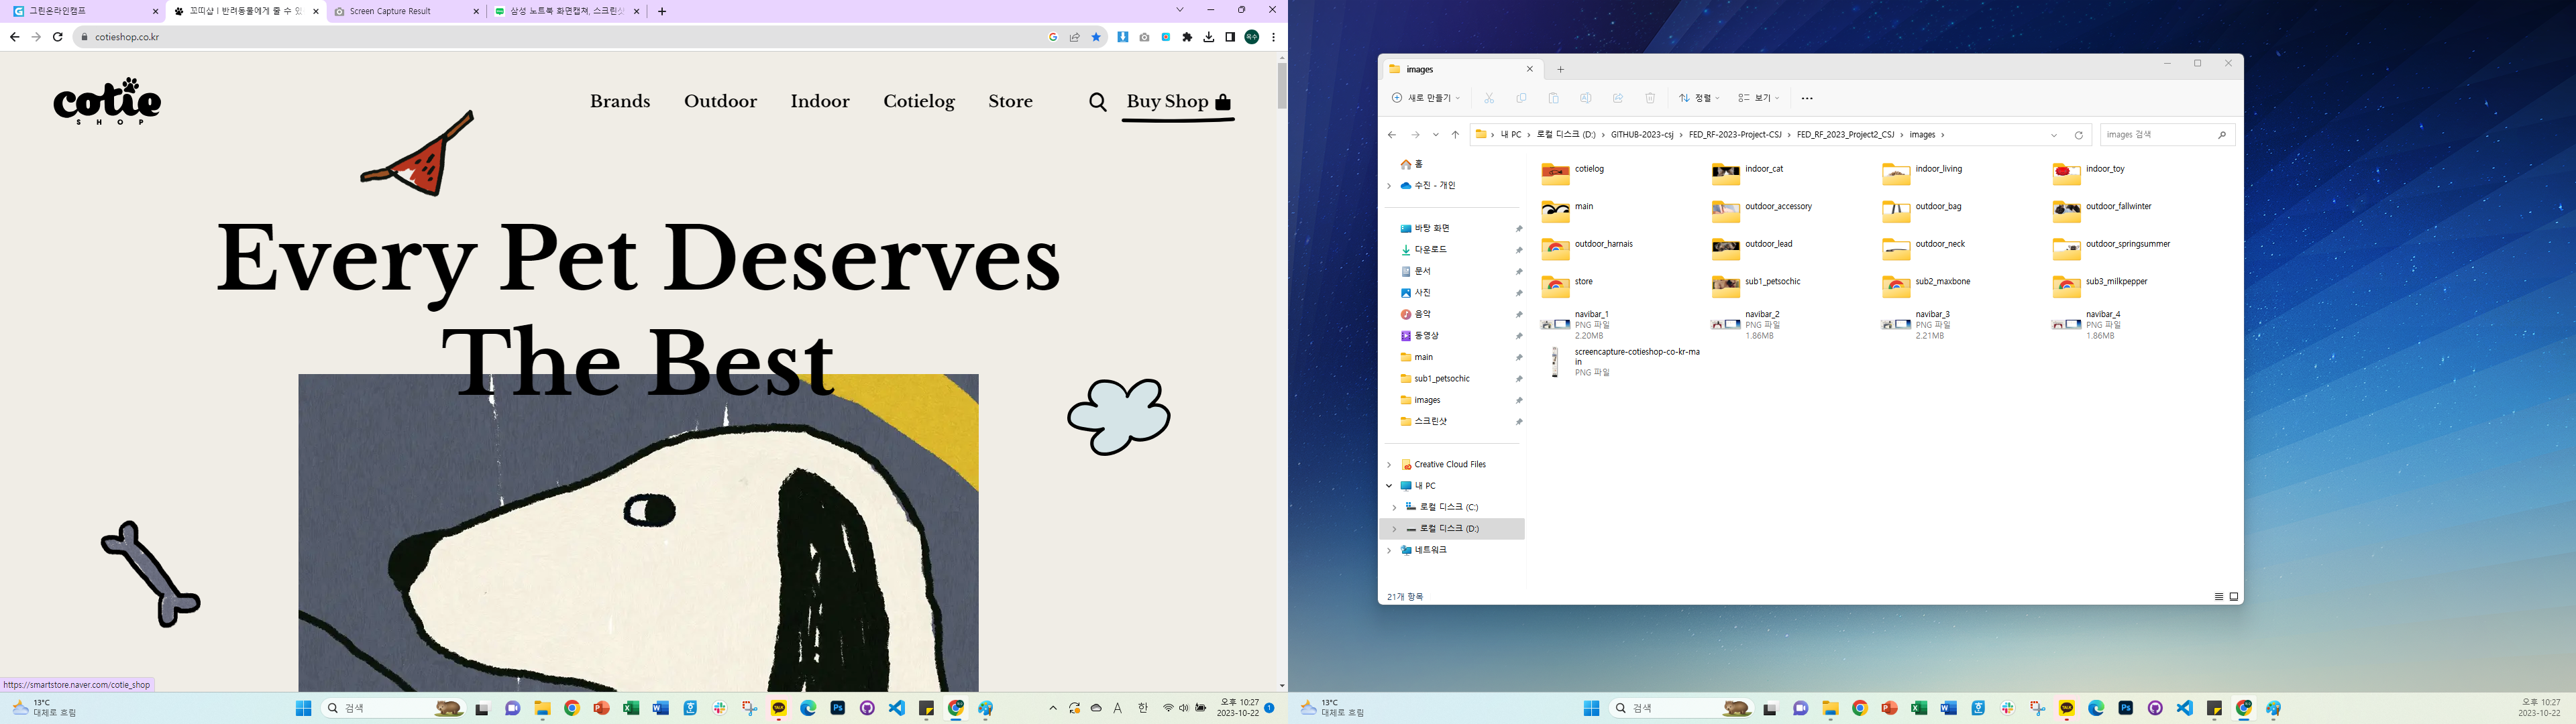 그린온라인캠프
꼬띠샵 | 반려동물에게 줄 수 있
Screen Capture Result
삼성 노트북 화면캡쳐, 스크린샷
cotieshop.co.kr
cotie
SHOP
Brands
Outdoor
Indoor
Cotielog
Store
Buy Shop
Every Pet Deserves
The Best
https://smartstore.naver.com/cotie_shop
13°C
대체로 흐림
검색
A
한
오후 10:27
2023-10-22
1
images
새로 만들기
정렬
보기
내 PC
로컬 디스크 (D:)
GITHUB-2023-csj
FED_RF-2023-Project-CSJ
FED_RF_2023_Project2_CSJ
images
images 검색
홈
수진 - 개인
바탕 화면
다운로드
문서
사진
음악
동영상
main
sub1_petsochic
images
스크린샷
Creative Cloud Files
내 PC
로컬 디스크 (C:)
로컬 디스크 (D:)
네트워크
cotielog
indoor_cat
indoor_living
indoor_toy
main
outdoor_accessory
outdoor_bag
outdoor_fallwinter
outdoor_harnais
outdoor_lead
outdoor_neck
outdoor_springsummer
store
sub1_petsochic
sub2_maxbone
sub3_milkpepper
navibar_1
PNG 파일
2.20MB
navibar_2
PNG 파일
1.86MB
navibar_3
PNG 파일
2.21MB
navibar_4
PNG 파일
1.86MB
screencapture-cotieshop-co-kr-ma
in
PNG 파일
21개 항목
13°C
대체로 흐림
검색
오후 10:27
2023-10-22